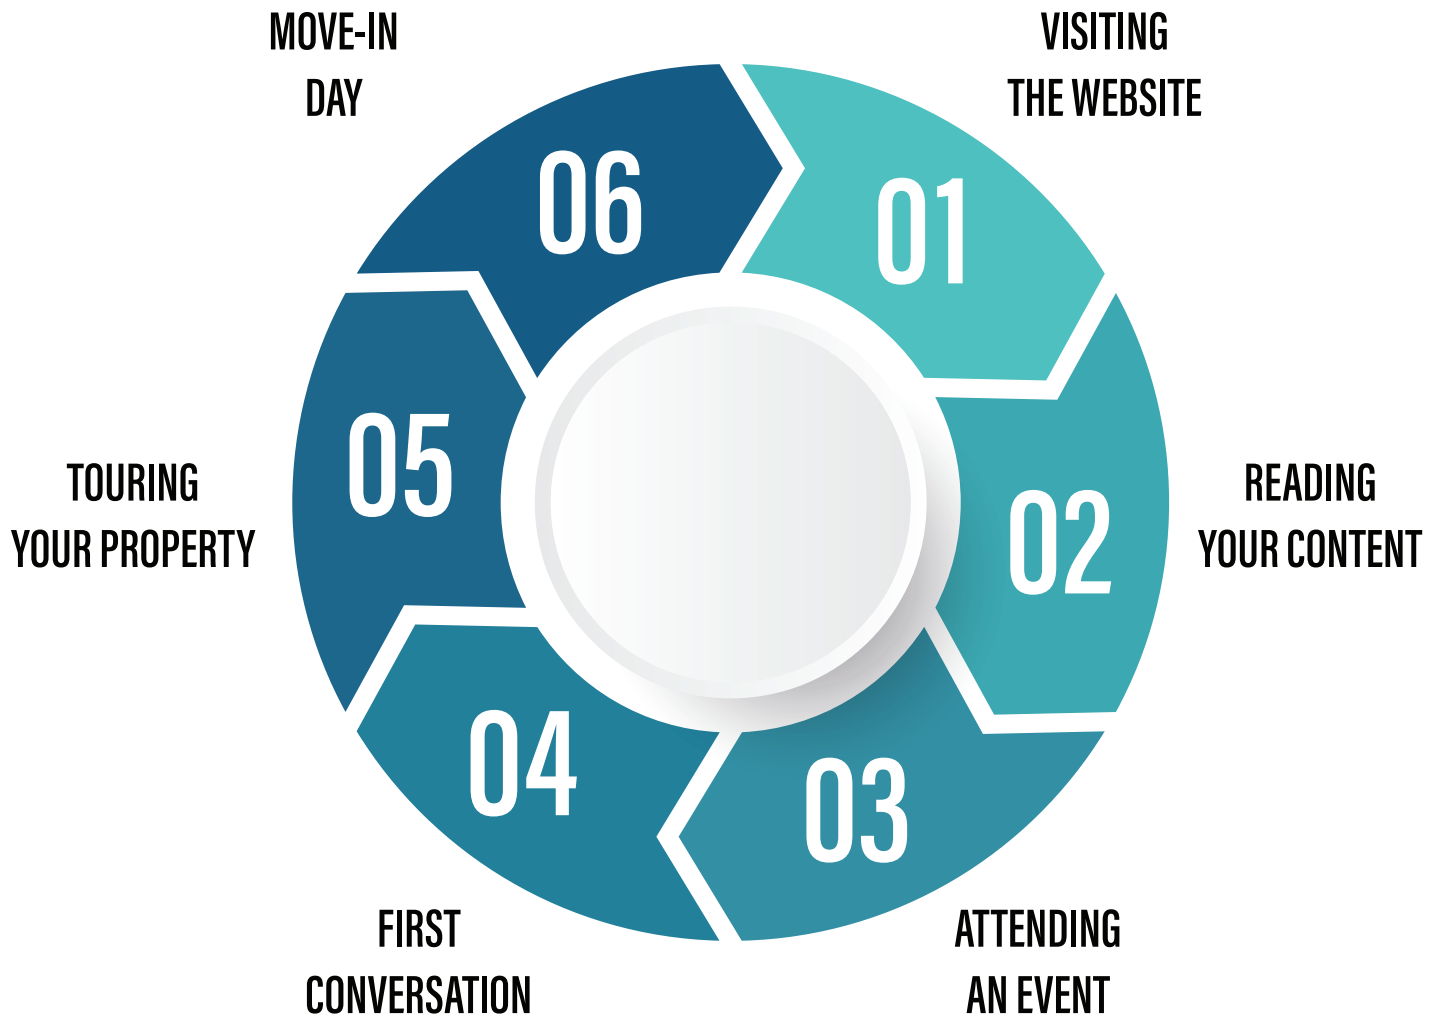 MOVE-IN
DAY
VISITING
THE WEBSITE
06
01
05
02
TOURING
YOUR PROPERTY
READING
YOUR CONTENT
04
03
FIRST
CONVERSATION
ATTENDING
AN EVENT